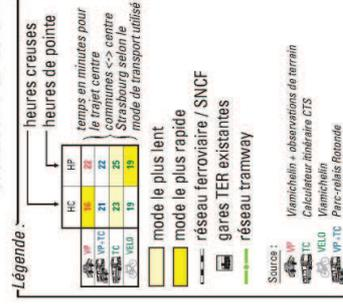 Légende :
heures creuses
heures de pointe
HC HP
VP 16 22
VP+TC 21 22
TC 23 25
VELO 19 19
temps en minutes pour
le trajet centre
communes <-> centre
Strasbourg selon le
mode de transport utilisé
mode le plus lent
mode le plus rapide
réseau ferroviaire / SNCF
gares TER existantes
réseau tramway
Source :
VP Viamichelin + observations de terrain
TC Calculateur itinéraire CTS
VELO Viamichelin
VP+TC Parc-relais Rotonde